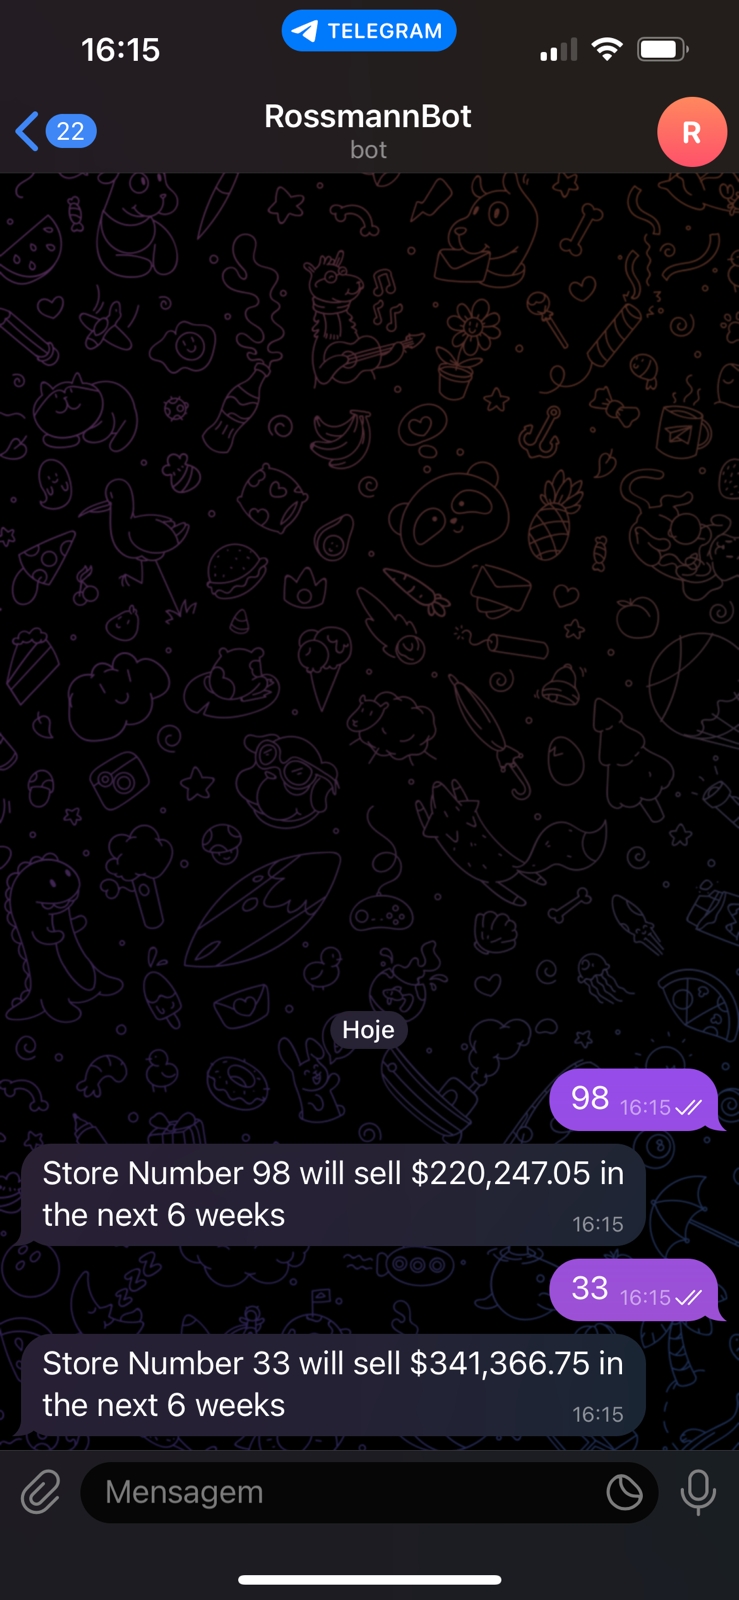 16:15
TELEGRAM
22
RossmannBot
bot
R
Hoje
98 16:15
Store Number 98 will sell $220,247.05 in
the next 6 weeks
16:15
33 16:15
Store Number 33 will sell $341,366.75 in
the next 6 weeks
16:15
Mensagem